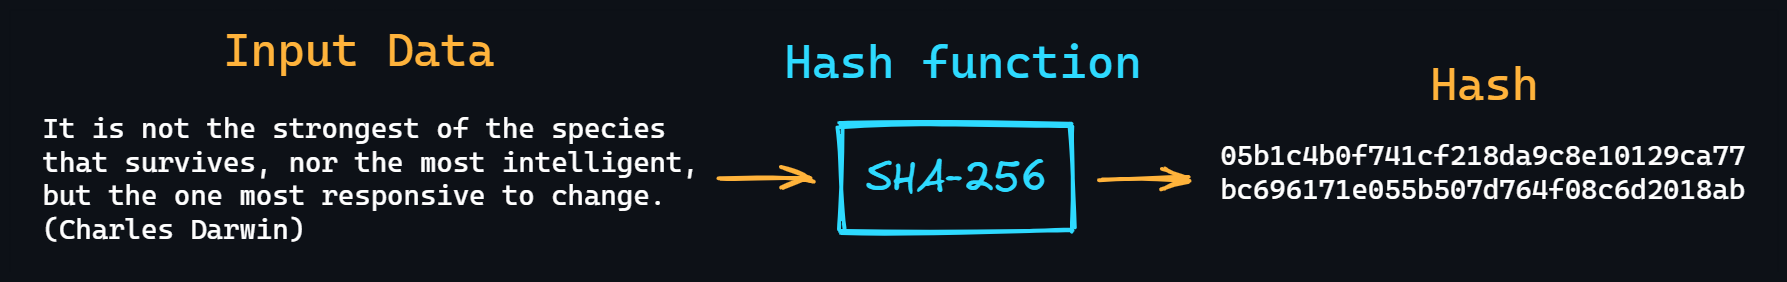 Input Data
It is not the strongest of the species
that survives, nor the most intelligent,
but the one most responsive to change.
(Charles Darwin)
Hash function
SHA-256
Hash
05b1c4b0f741cf218da9c8e10129ca77
bc696171e055b507d764f08c6d2018ab